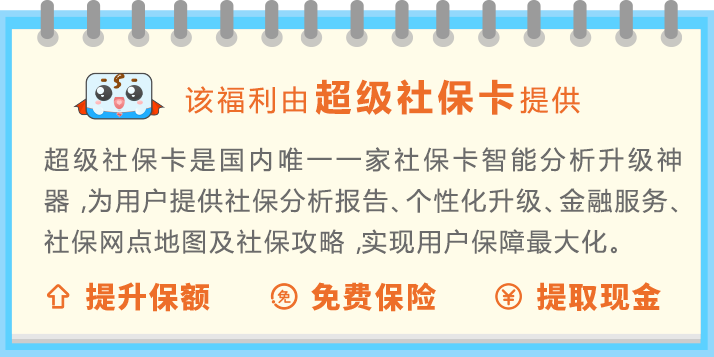 该福利由超级社保卡提供
超级社保卡是国内唯一一家社保卡智能分析升级神
器,为用户提供社保分析报告、个性化升级、金融服务、
社保网点地图及社保攻略,实现用户保障最大化。
提升保额 免 免费保险 ¥ 提取现金